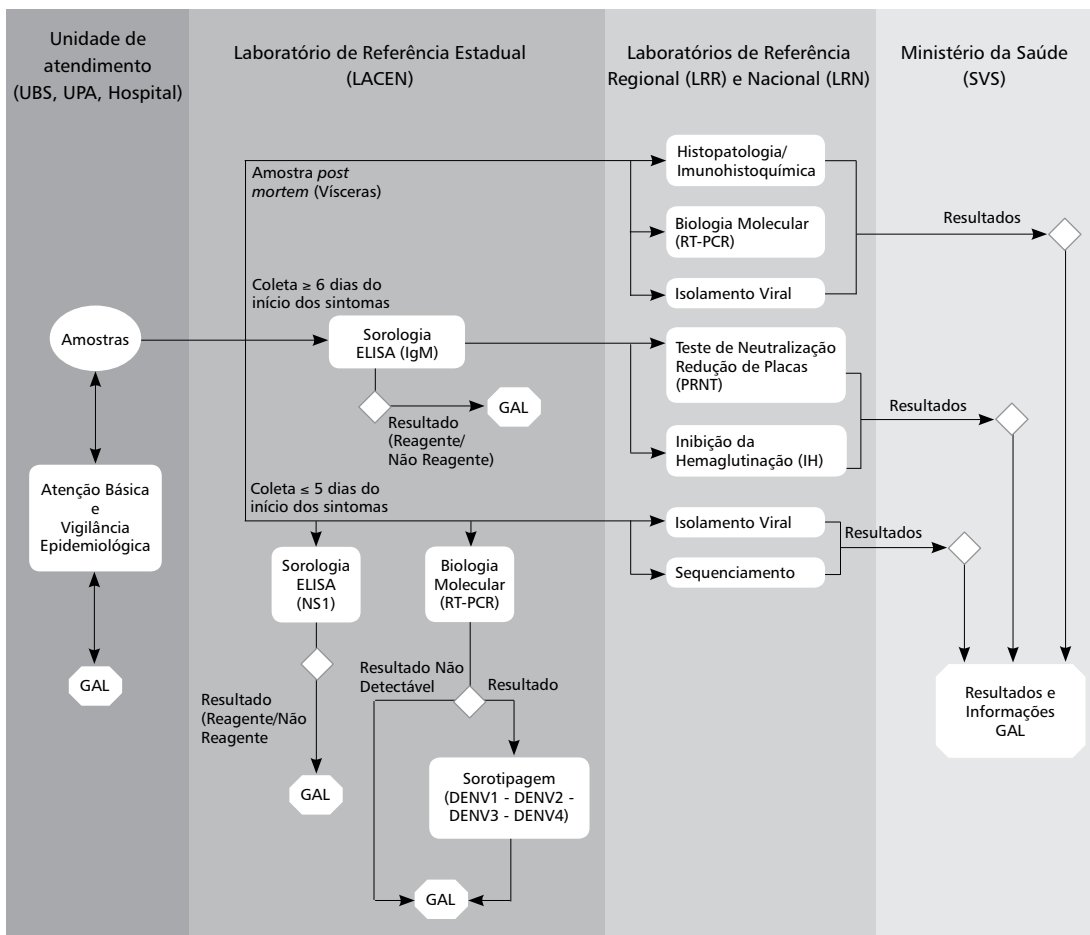 Unidade de
atendimento
(UBS, UPA, Hospital)
Laboratório de Referência Estadual
(LACEN)
Laboratórios de Referência
Regional (LRR) e Nacional (LRN)
Ministério da Saúde
(SVS)
Amostras
Atenção Básica
e
Vigilância
Epidemiológica
GAL
Amostra post
mortem (Vísceras)
Histopatologia/
Imunohistoquímica
Biologia Molecular
(RT-PCR)
Isolamento Viral
Resultados
Coleta ≥ 6 dias do
início dos sintomas
Sorologia
ELISA (IgM)
GAL
Resultado
(Reagente/
Não Reagente)
Teste de Neutralização
Redução de Placas
(PRNT)
Inibição da
Hemaglutinação (IH)
Resultados
Coleta ≤ 5 dias do
início dos sintomas
Sorologia
ELISA
(NS1)
Resultado
(Reagente/Não
Reagente
GAL
Biologia
Molecular
(RT-PCR)
Resultado Não
Detectável
Resultado
Sorotipagem
(DENV1 - DENV2 -
DENV3 - DENV4)
GAL
Isolamento Viral
Sequenciamento
Resultados
Resultados e
Informações
GAL